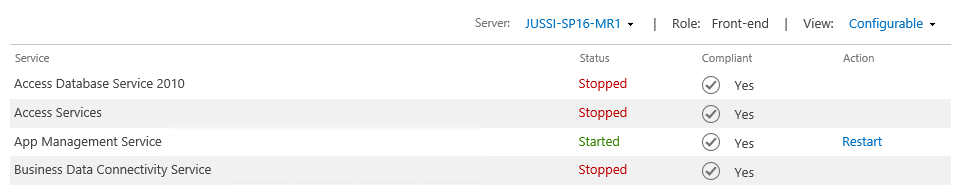 Server: JUSSI-SP16-MR1 | Role: Front-end | View: Configurable
Service Status Compliant Action
Access Database Service 2010 Stopped Yes
Access Services Stopped Yes
App Management Service Started Yes Restart
Business Data Connectivity Service Stopped Yes